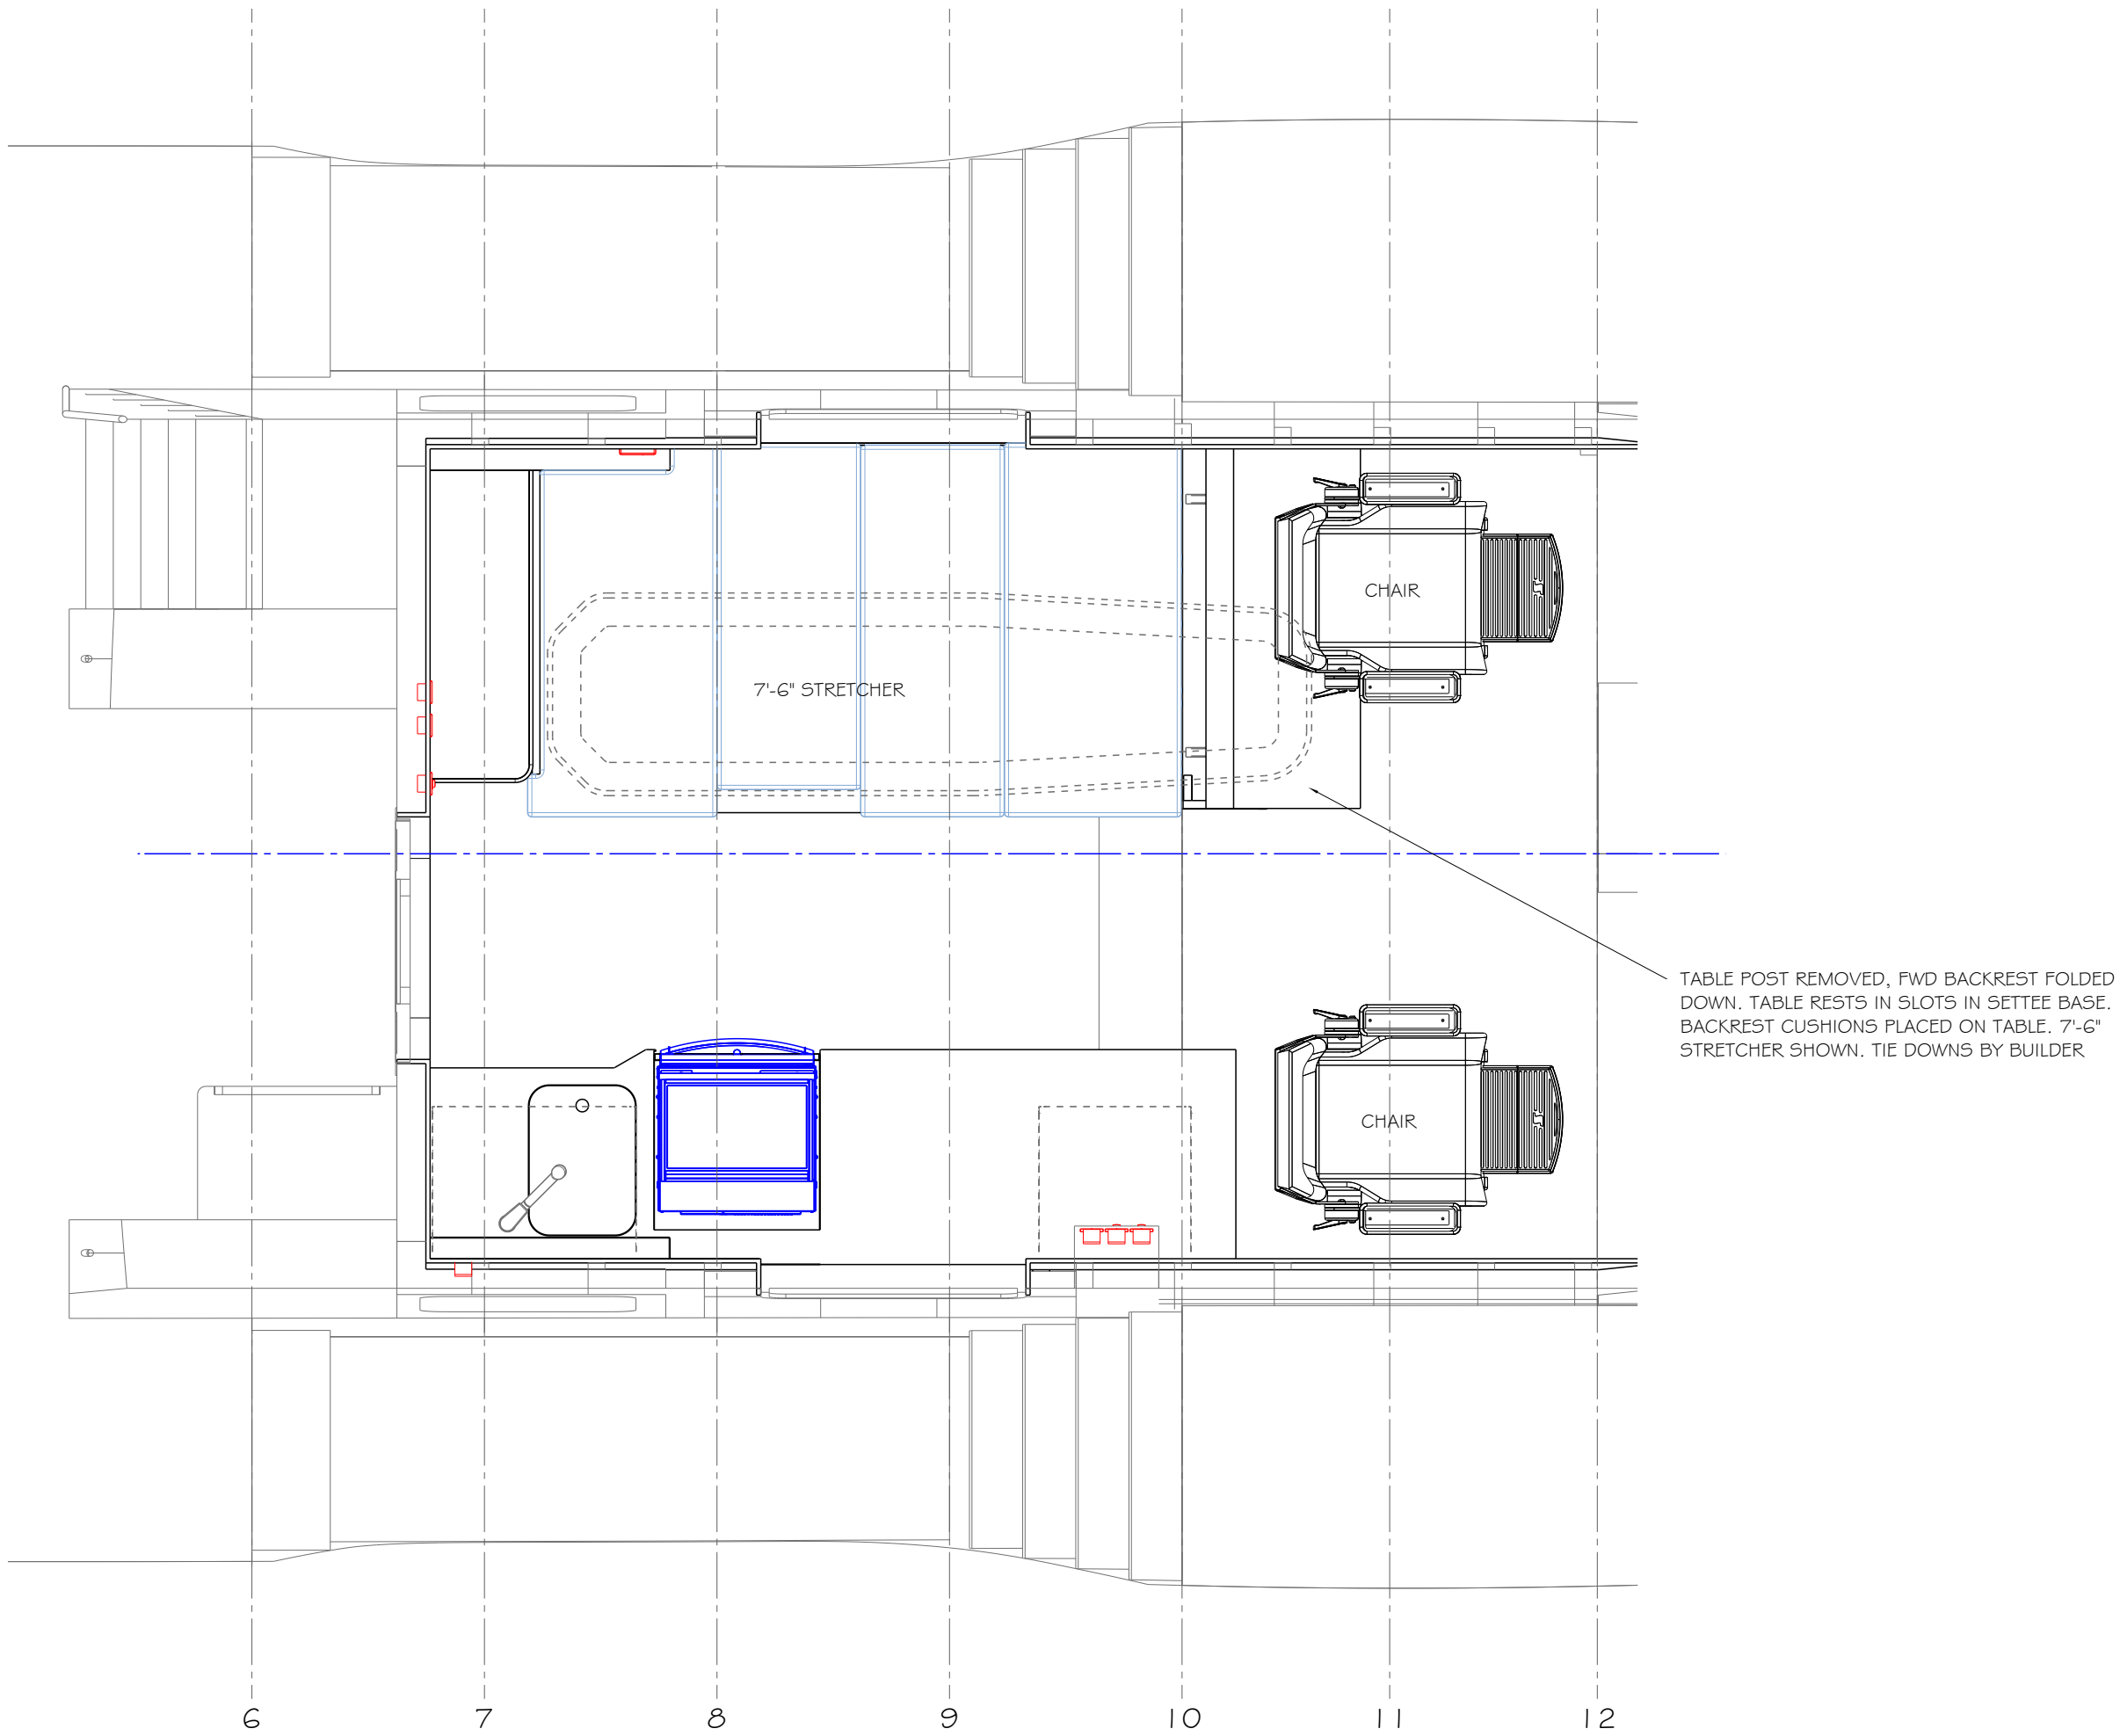 CHAIR
7'-6" STRETCHER
TABLE POST REMOVED, FWD BACKREST FOLDED
DOWN. TABLE RESTS IN SLOTS IN SETTEE BASE.
BACKREST CUSHIONS PLACED ON TABLE. 7'-6"
STRETCHER SHOWN. TIE DOWNS BY BUILDER
CHAIR
6 7 8 9 10 11 12